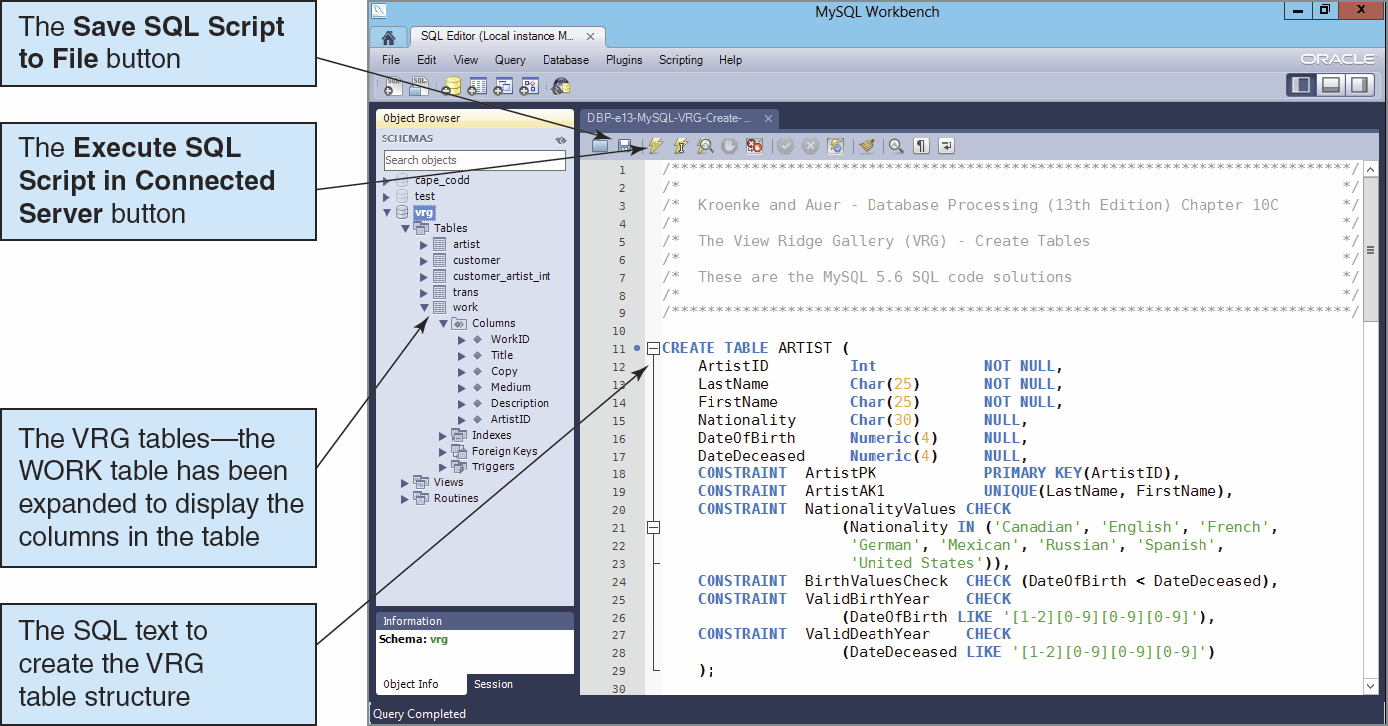 The Save SQL Script
to File button
The Execute SQL
Script in Connected
Server button
The VRG tables—the
WORK table has been
expanded to display the
columns in the table
The SQL text to
create the VRG
table structure
MySQL Workbench
SQL Editor (Local instance M... ×
File Edit View Query Database Plugins Scripting Help
ORACLE
Object Browser
SCHEMAS
Search objects
cape_codd
test
vrg
Tables
artist
customer
customer_artist_int
trans
work
Columns
WorkID
Title
Copy
Medium
Description
ArtistID
Indexes
Foreign Keys
Triggers
Views
Routines
Information
Schema: vrg
Object Info Session
Query Completed
DBP-e13-MySQL-VRG-Create-... ×
1 /****************************************************************************/
2 /* */
3 /* Kroenke and Auer - Database Processing (13th Edition) Chapter 10C */
4 /* */
5 /* The View Ridge Gallery (VRG) - Create Tables */
6 /* */
7 /* These are the MySQL 5.6 SQL code solutions */
8 /* */
9 /****************************************************************************/
10
11 CREATE TABLE ARTIST (
12 ArtistID Int NOT NULL,
13 LastName Char(25) NOT NULL,
14 FirstName Char(25) NOT NULL,
15 Nationality Char(30) NULL,
16 DateOfBirth Numeric(4) NULL,
17 DateDeceased Numeric(4) NULL,
18 CONSTRAINT ArtistPK PRIMARY KEY(ArtistID),
19 CONSTRAINT ArtistAK1 UNIQUE(LastName, FirstName),
20 CONSTRAINT NationalityValues CHECK
21 (Nationality IN ('Canadian', 'English', 'French',
22 'German', 'Mexican', 'Russian', 'Spanish',
23 'United States')),
24 CONSTRAINT BirthValuesCheck CHECK (DateOfBirth < DateDeceased),
25 CONSTRAINT ValidBirthYear CHECK
26 (DateOfBirth LIKE '[1-2][0-9][0-9][0-9]'),
27 CONSTRAINT ValidDeathYear CHECK
28 (DateDeceased LIKE '[1-2][0-9][0-9][0-9]')
29 );
30